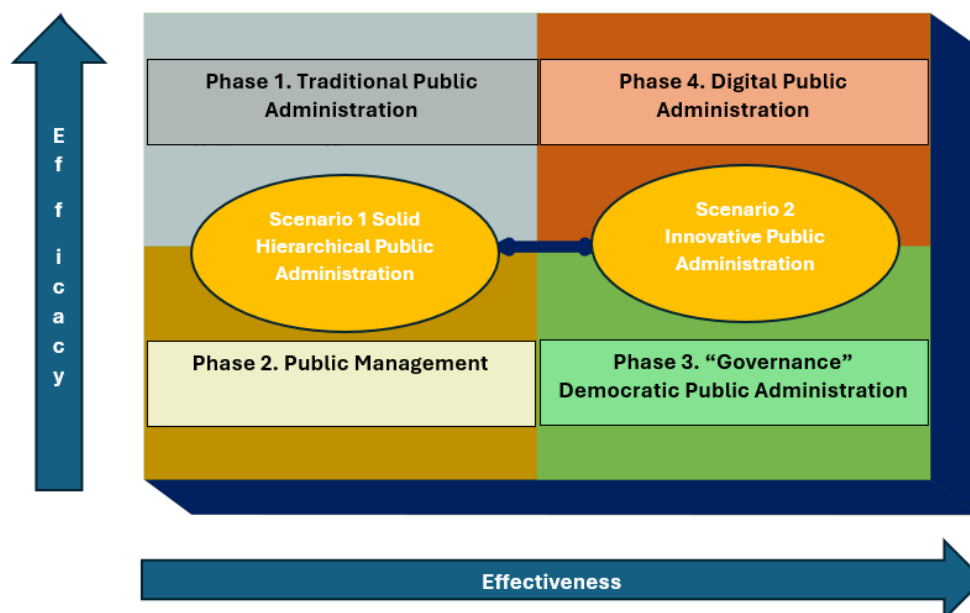 Efficacy
Phase 1. Traditional Public
Administration
Phase 4. Digital Public
Administration
Scenario 1 Solid
Hierarchical Public
Administration
Scenario 2
Innovative Public
Administration
Phase 2. Public Management
Phase 3. “Governance”
Democratic Public Administration
Effectiveness